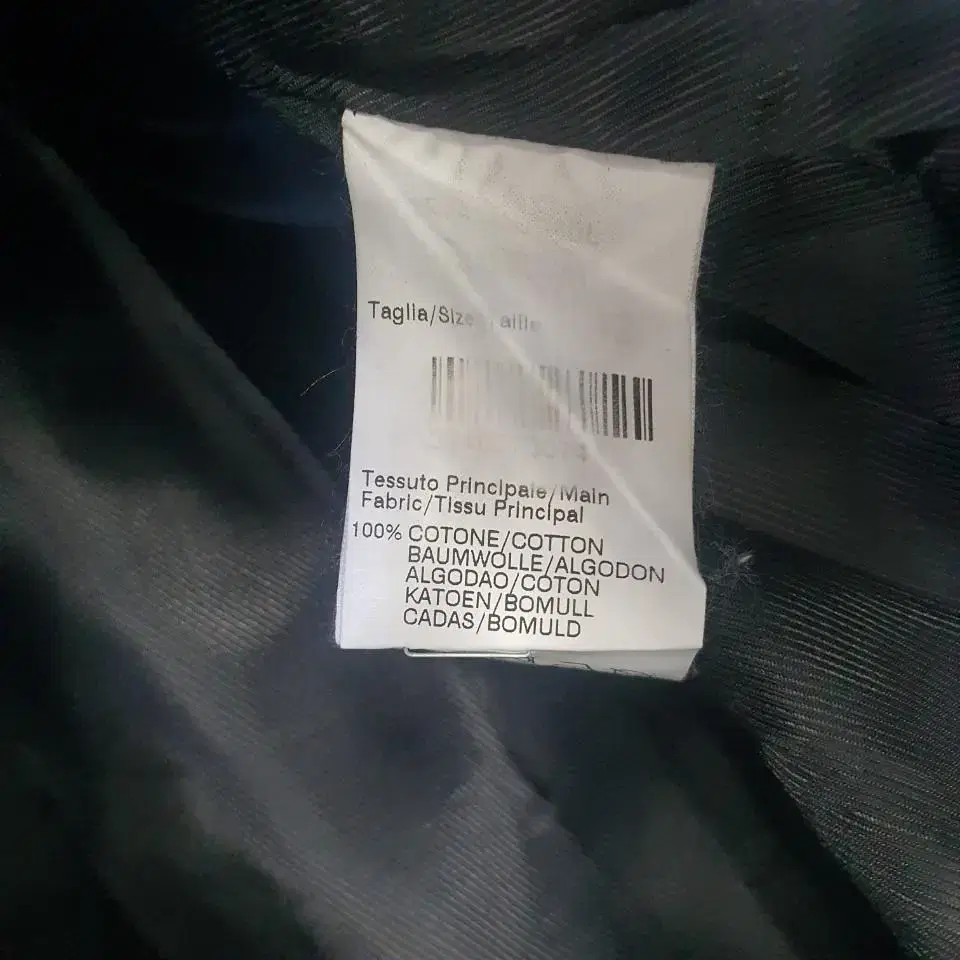 Taglia/Size
Tessuto Principale/Main
Fabric/Tissu Principal
100% COTONE/COTTON
BAUMWOLLE/ALGODON
ALGODAO/COTON
KATOEN/BOMULL
CADAS/BOMULD